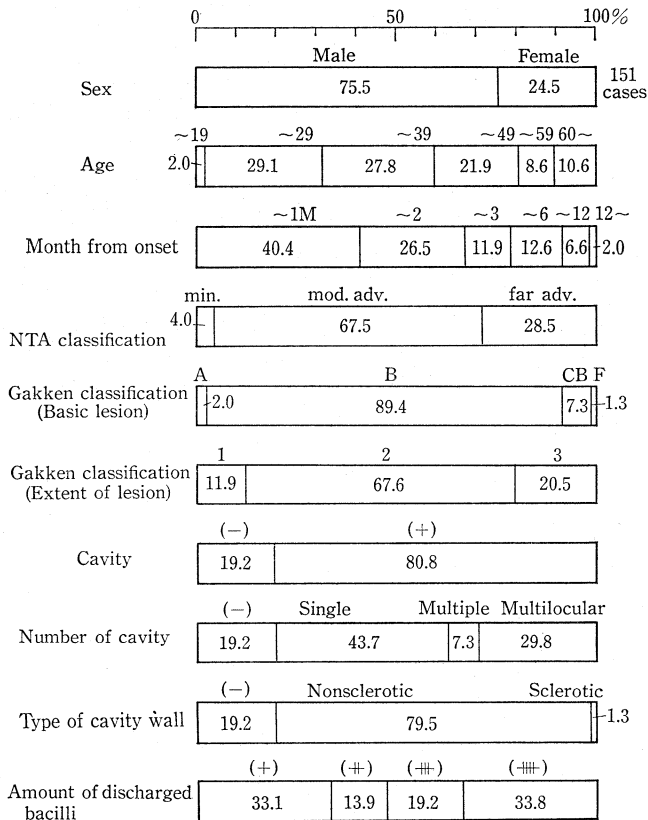 0 50 100%
Male Female
Sex 75.5 24.5 151 cases
~19 ~29 ~39 ~49 ~59 60~
Age 2.0 29.1 27.8 21.9 8.6 10.6
~1M ~2 ~3 ~6 ~12 12~
Month from onset 40.4 26.5 11.9 12.6 6.6 2.0
min. mod. adv. far adv.
NTA classification 4.0 67.5 28.5
A B CB F
Gakken classification (Basic lesion) 2.0 89.4 7.3 1.3
1 2 3
Gakken classification (Extent of lesion) 11.9 67.6 20.5
(−) (+)
Cavity 19.2 80.8
(−) Single Multiple Multilocular
Number of cavity 19.2 43.7 7.3 29.8
(−) Nonsclerotic Sclerotic
Type of cavity wall 19.2 79.5 1.3
(+) (++) (+++) (++++)
Amount of discharged bacilli 33.1 13.9 19.2 33.8